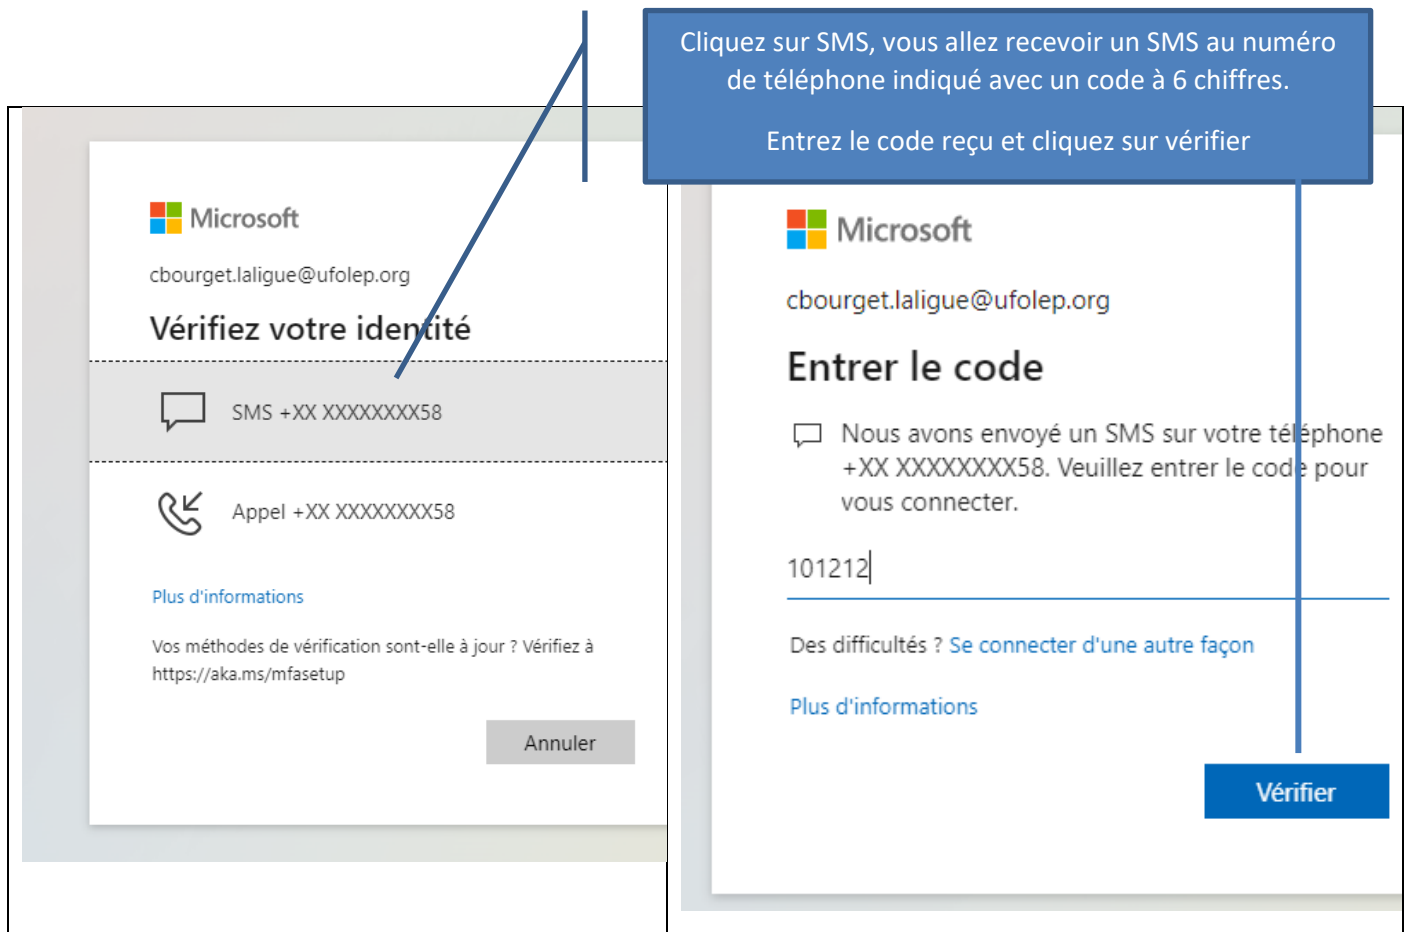 Cliquez sur SMS, vous allez recevoir un SMS au numéro
de téléphone indiqué avec un code à 6 chiffres.
Entrez le code reçu et cliquez sur vérifier
Microsoft
cbourget.laligue@ufolep.org
Vérifiez votre identité
SMS +XX XXXXXXXX58
Appel +XX XXXXXXXX58
Plus d'informations
Vos méthodes de vérification sont-elle à jour ? Vérifiez à
https://aka.ms/mfasetup
Annuler
Microsoft
cbourget.laligue@ufolep.org
Entrer le code
Nous avons envoyé un SMS sur votre téléphone
+XX XXXXXXXX58. Veuillez entrer le code pour
vous connecter.
101212
Des difficultés ? Se connecter d'une autre façon
Plus d'informations
Vérifier